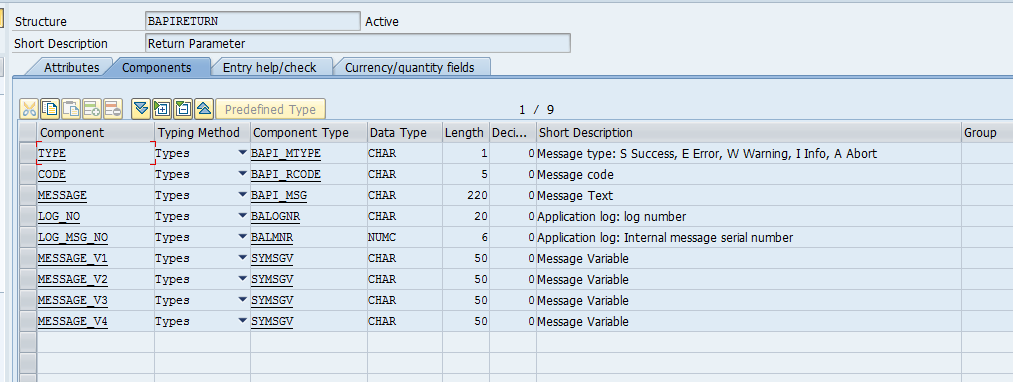 Structure BAPIRETURN Active
Short Description Return Parameter
Attributes Components Entry help/check Currency/quantity fields
Predefined Type 1 / 9
Component Typing Method Component Type Data Type Length Deci... Short Description Group
TYPE Types BAPI_MTYPE CHAR 1 0 Message type: S Success, E Error, W Warning, I Info, A Abort
CODE Types BAPI_RCODE CHAR 5 0 Message code
MESSAGE Types BAPI_MSG CHAR 220 0 Message Text
LOG_NO Types BALOGNR CHAR 20 0 Application log: log number
LOG_MSG_NO Types BALMNR NUMC 6 0 Application log: Internal message serial number
MESSAGE_V1 Types SYMSGV CHAR 50 0 Message Variable
MESSAGE_V2 Types SYMSGV CHAR 50 0 Message Variable
MESSAGE_V3 Types SYMSGV CHAR 50 0 Message Variable
MESSAGE_V4 Types SYMSGV CHAR 50 0 Message Variable